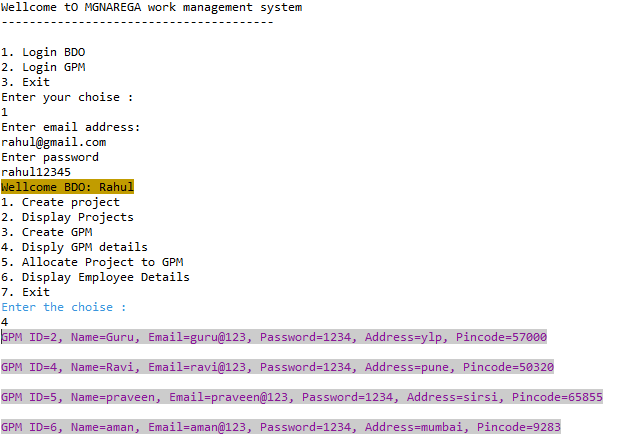 Wellcome tO MGNAREGA work management system
---------------------------------------
1. Login BDO
2. Login GPM
3. Exit
Enter your choise :
1
Enter email address:
rahul@gmail.com
Enter password
rahul12345
Wellcome BDO: Rahul
1. Create project
2. Display Projects
3. Create GPM
4. Disply GPM details
5. Allocate Project to GPM
6. Display Employee Details
7. Exit
Enter the choise :
4
GPM ID=2, Name=Guru, Email=guru@123, Password=1234, Address=ylp, Pincode=57000
GPM ID=4, Name=Ravi, Email=ravi@123, Password=1234, Address=pune, Pincode=50320
GPM ID=5, Name=praveen, Email=praveen@123, Password=1234, Address=sirsi, Pincode=65855
GPM ID=6, Name=aman, Email=aman@123, Password=1234, Address=mumbai, Pincode=9283